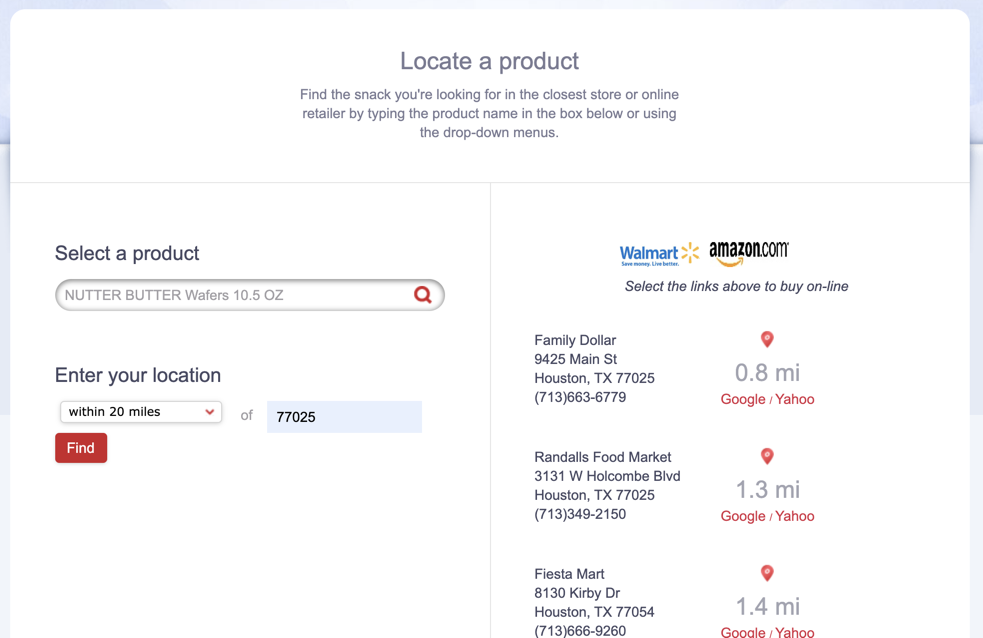 Locate a product
Find the snack you're looking for in the closest store or online
retailer by typing the product name in the box below or using
the drop-down menus.
Select a product
NUTTER BUTTER Wafers 10.5 OZ
Enter your location
within 20 miles
of
77025
Find
Walmart
Save money. Live better.
amazon.com
Select the links above to buy on-line
Family Dollar
9425 Main St
Houston, TX 77025
(713)663-6779
0.8 mi
Google / Yahoo
Randalls Food Market
3131 W Holcombe Blvd
Houston, TX 77025
(713)349-2150
1.3 mi
Google / Yahoo
Fiesta Mart
8130 Kirby Dr
Houston, TX 77054
(713)666-9260
1.4 mi
Google / Yahoo